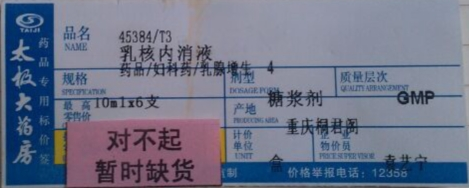 TAIJI
太极大药房
药品专用标价签
品名
NAME
45384/T3
乳核内消液
药品/妇科药/乳腺增生 4
规格
SPECIFICATION
10ml×6支
剂型
DOSAGE FORM
糖浆剂
质量层次
QUALITY LEVEL
GMP
最高
零售价
产地
PRODUCING AREA
重庆桐君阁
计价
单位
UNIT
盒
物价员
PRICE SUPERVISOR
对不起
暂时缺货
价格举报电话：12358